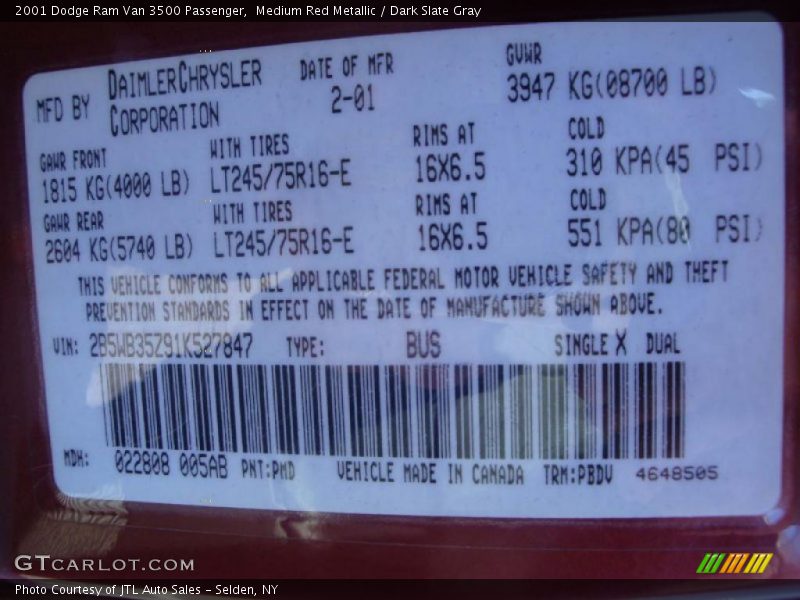 2001 Dodge Ram Van 3500 Passenger,  Medium Red Metallic / Dark Slate Gray
MFD BY DAIMLERCHRYSLER CORPORATION DATE OF MFR 2-01 GVWR 3947 KG(08700 LB)
GAWR FRONT WITH TIRES RIMS AT COLD
1815 KG(4000 LB) LT245/75R16-E 16X6.5 310 KPA(45 PSI)
GAWR REAR WITH TIRES RIMS AT COLD
2604 KG(5740 LB) LT245/75R16-E 16X6.5 551 KPA(80 PSI)
THIS VEHICLE CONFORMS TO ALL APPLICABLE FEDERAL MOTOR VEHICLE SAFETY AND THEFT
PREVENTION STANDARDS IN EFFECT ON THE DATE OF MANUFACTURE SHOWN ABOVE.
VIN: 2B5WB35Z91K527847 TYPE: BUS SINGLE X DUAL
MDH: 022808 005AB PNT:PMD VEHICLE MADE IN CANADA TRM:PBDV 4648505
GTCARLOT.COM
Photo Courtesy of JTL Auto Sales - Selden, NY